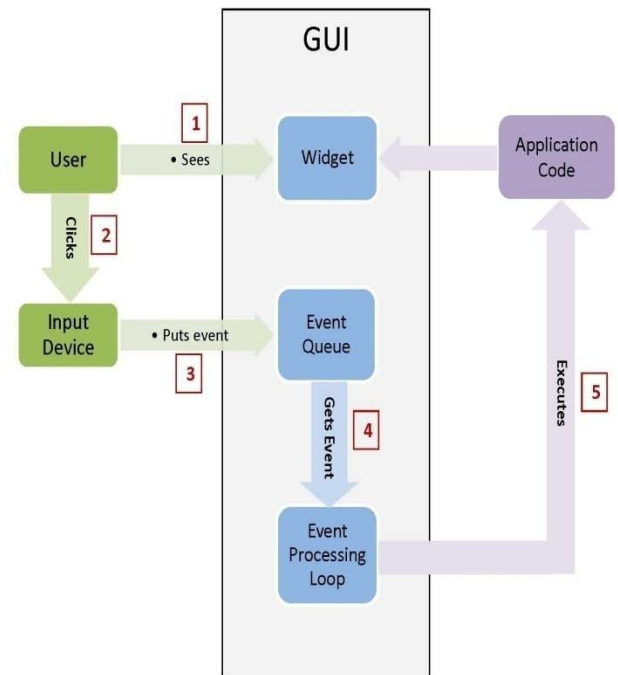 GUI
1
User
• Sees
Widget
Application
Code
Clicks
2
Input
Device
• Puts event
3
Event
Queue
Gets Event
4
Executes
5
Event
Processing
Loop